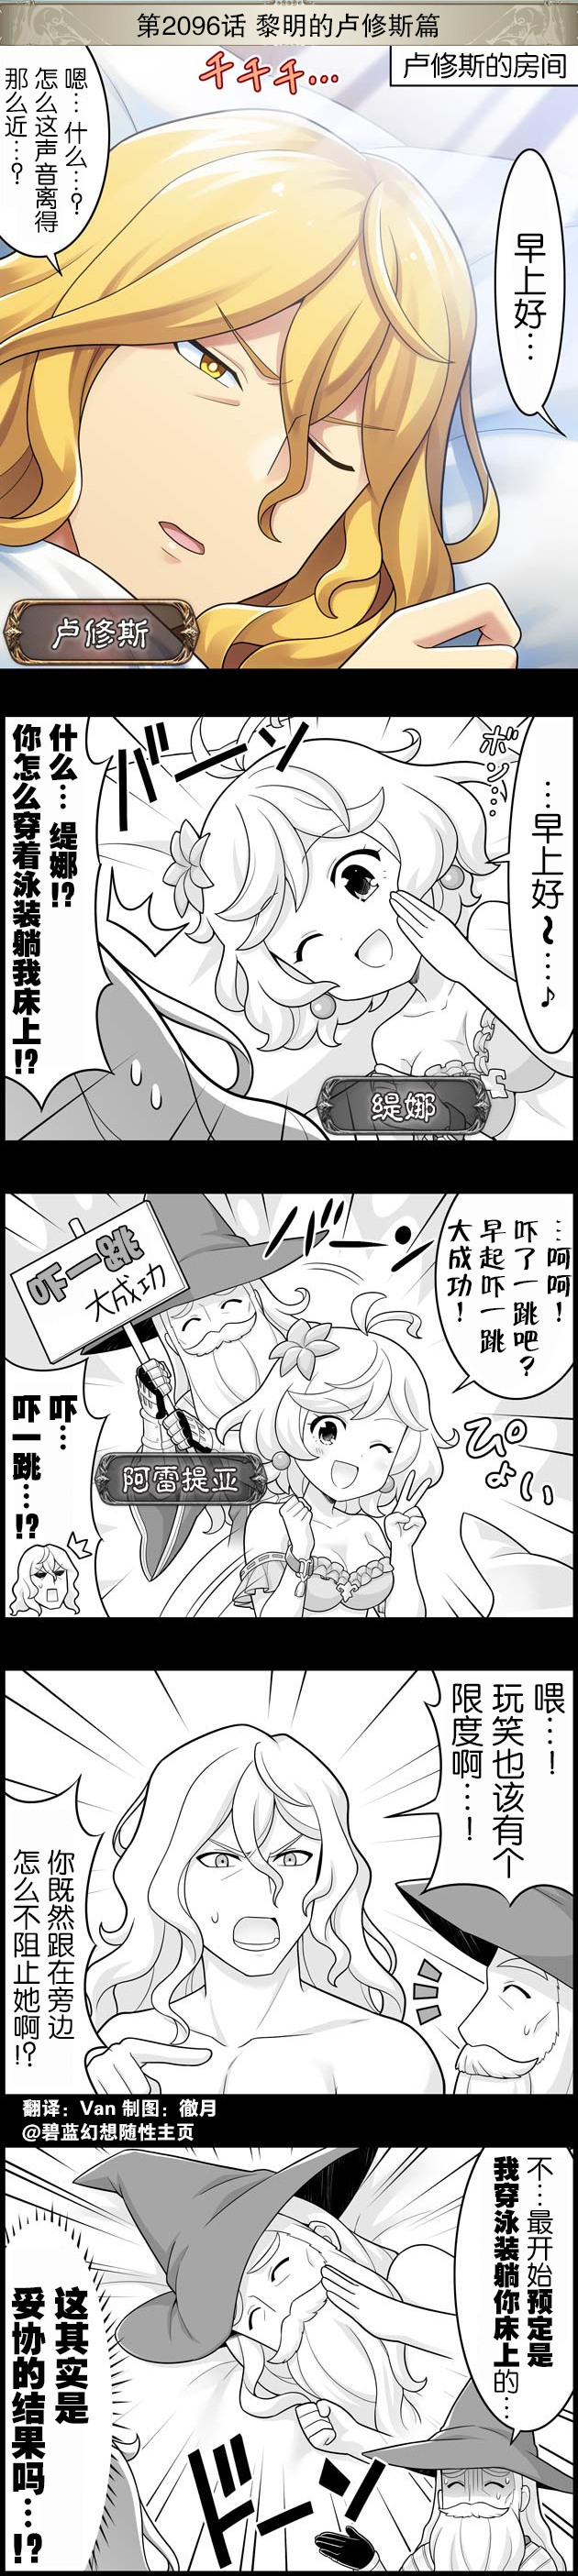 第2096话 黎明的卢修斯篇
卢修斯的房间
チチチ…
早上好…
嗯…什么…?
怎么这声音离得
那么近…?
卢修斯
ボソ…
…早上好~…♪
バーン
什么… 缇娜!?
你怎么穿着泳装躺我床上!?
缇娜
…啊啊!
吓了一跳吧?
早起吓一跳
大成功!
バーン
吓一跳
大成功
ぴょい
阿雷提亚
吓…
吓一跳…!?
喂…!
玩笑也该有个
限度啊…!
你既然跟在旁边
怎么不阻止她啊!?
翻译：Van 制图：徹月
@碧蓝幻想随性主页
不…最开始预定是
我穿泳装躺你床上的…
这其实是
妥协的结果吗…!?
ドーン